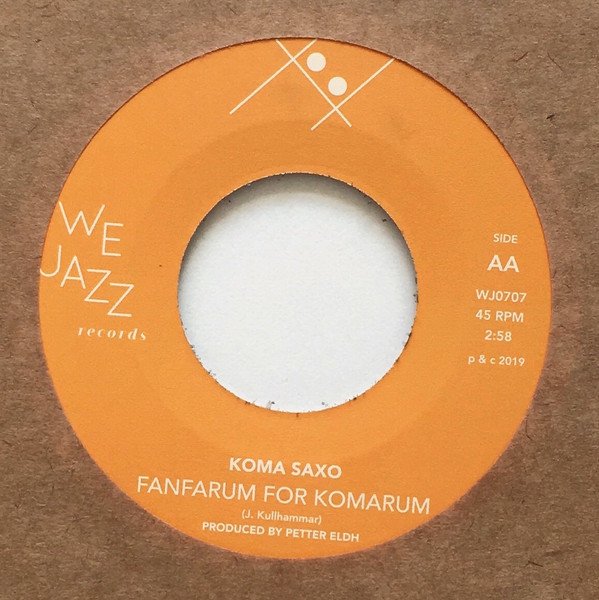 WE
JAZZ
records
SIDE
AA
WJ0707
45 RPM
2:58
p & c 2019
KOMA SAXO
FANFARUM FOR KOMARUM
(J. Kullhammar)
PRODUCED BY PETTER ELDH